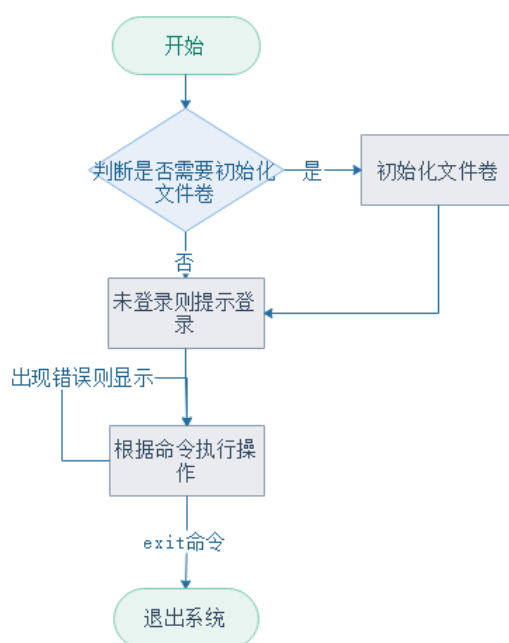 开始
判断是否需要初始化
文件卷
是
初始化文件卷
否
未登录则提示登
录
出现错误则显示
根据命令执行操
作
exit命令
退出系统